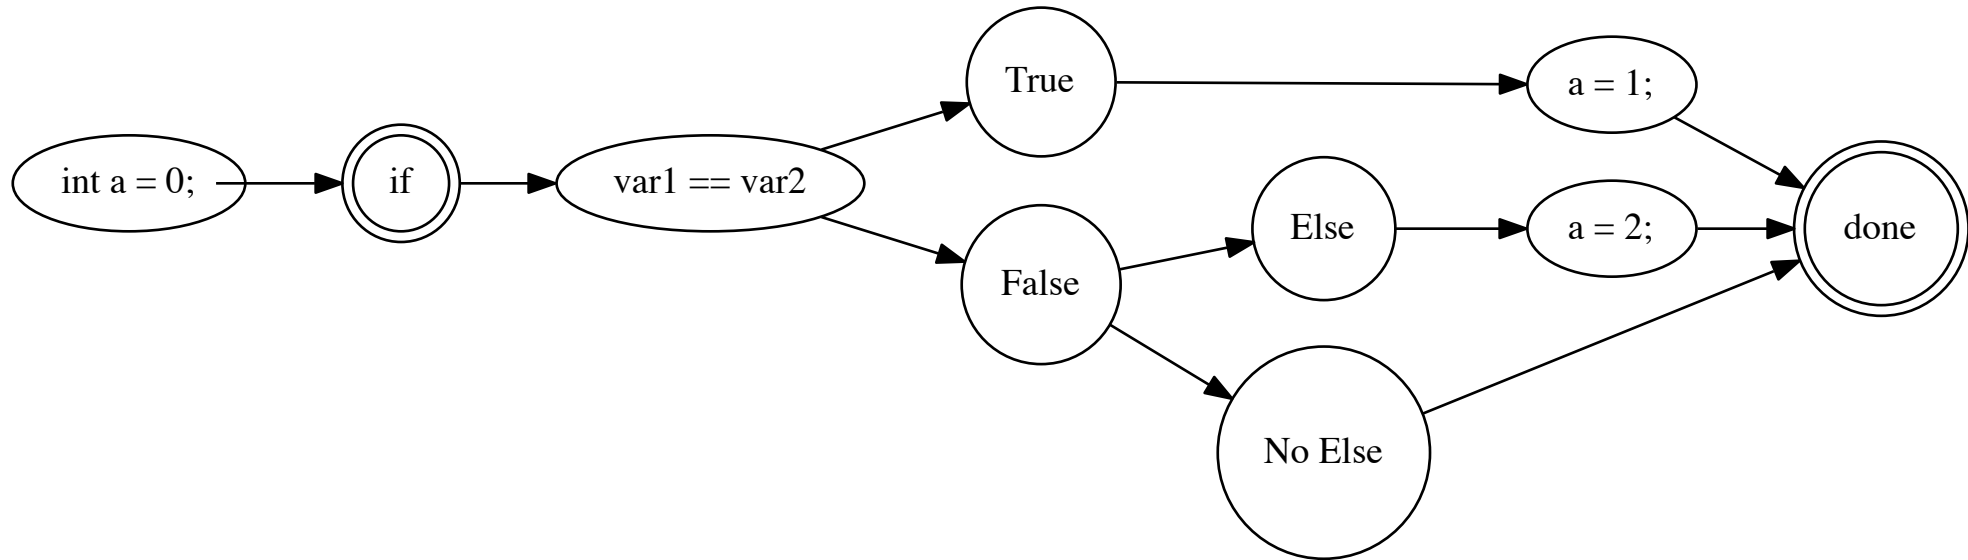 int a = 0;
if
var1 == var2
True
False
Else
No Else
a = 1;
a = 2;
done